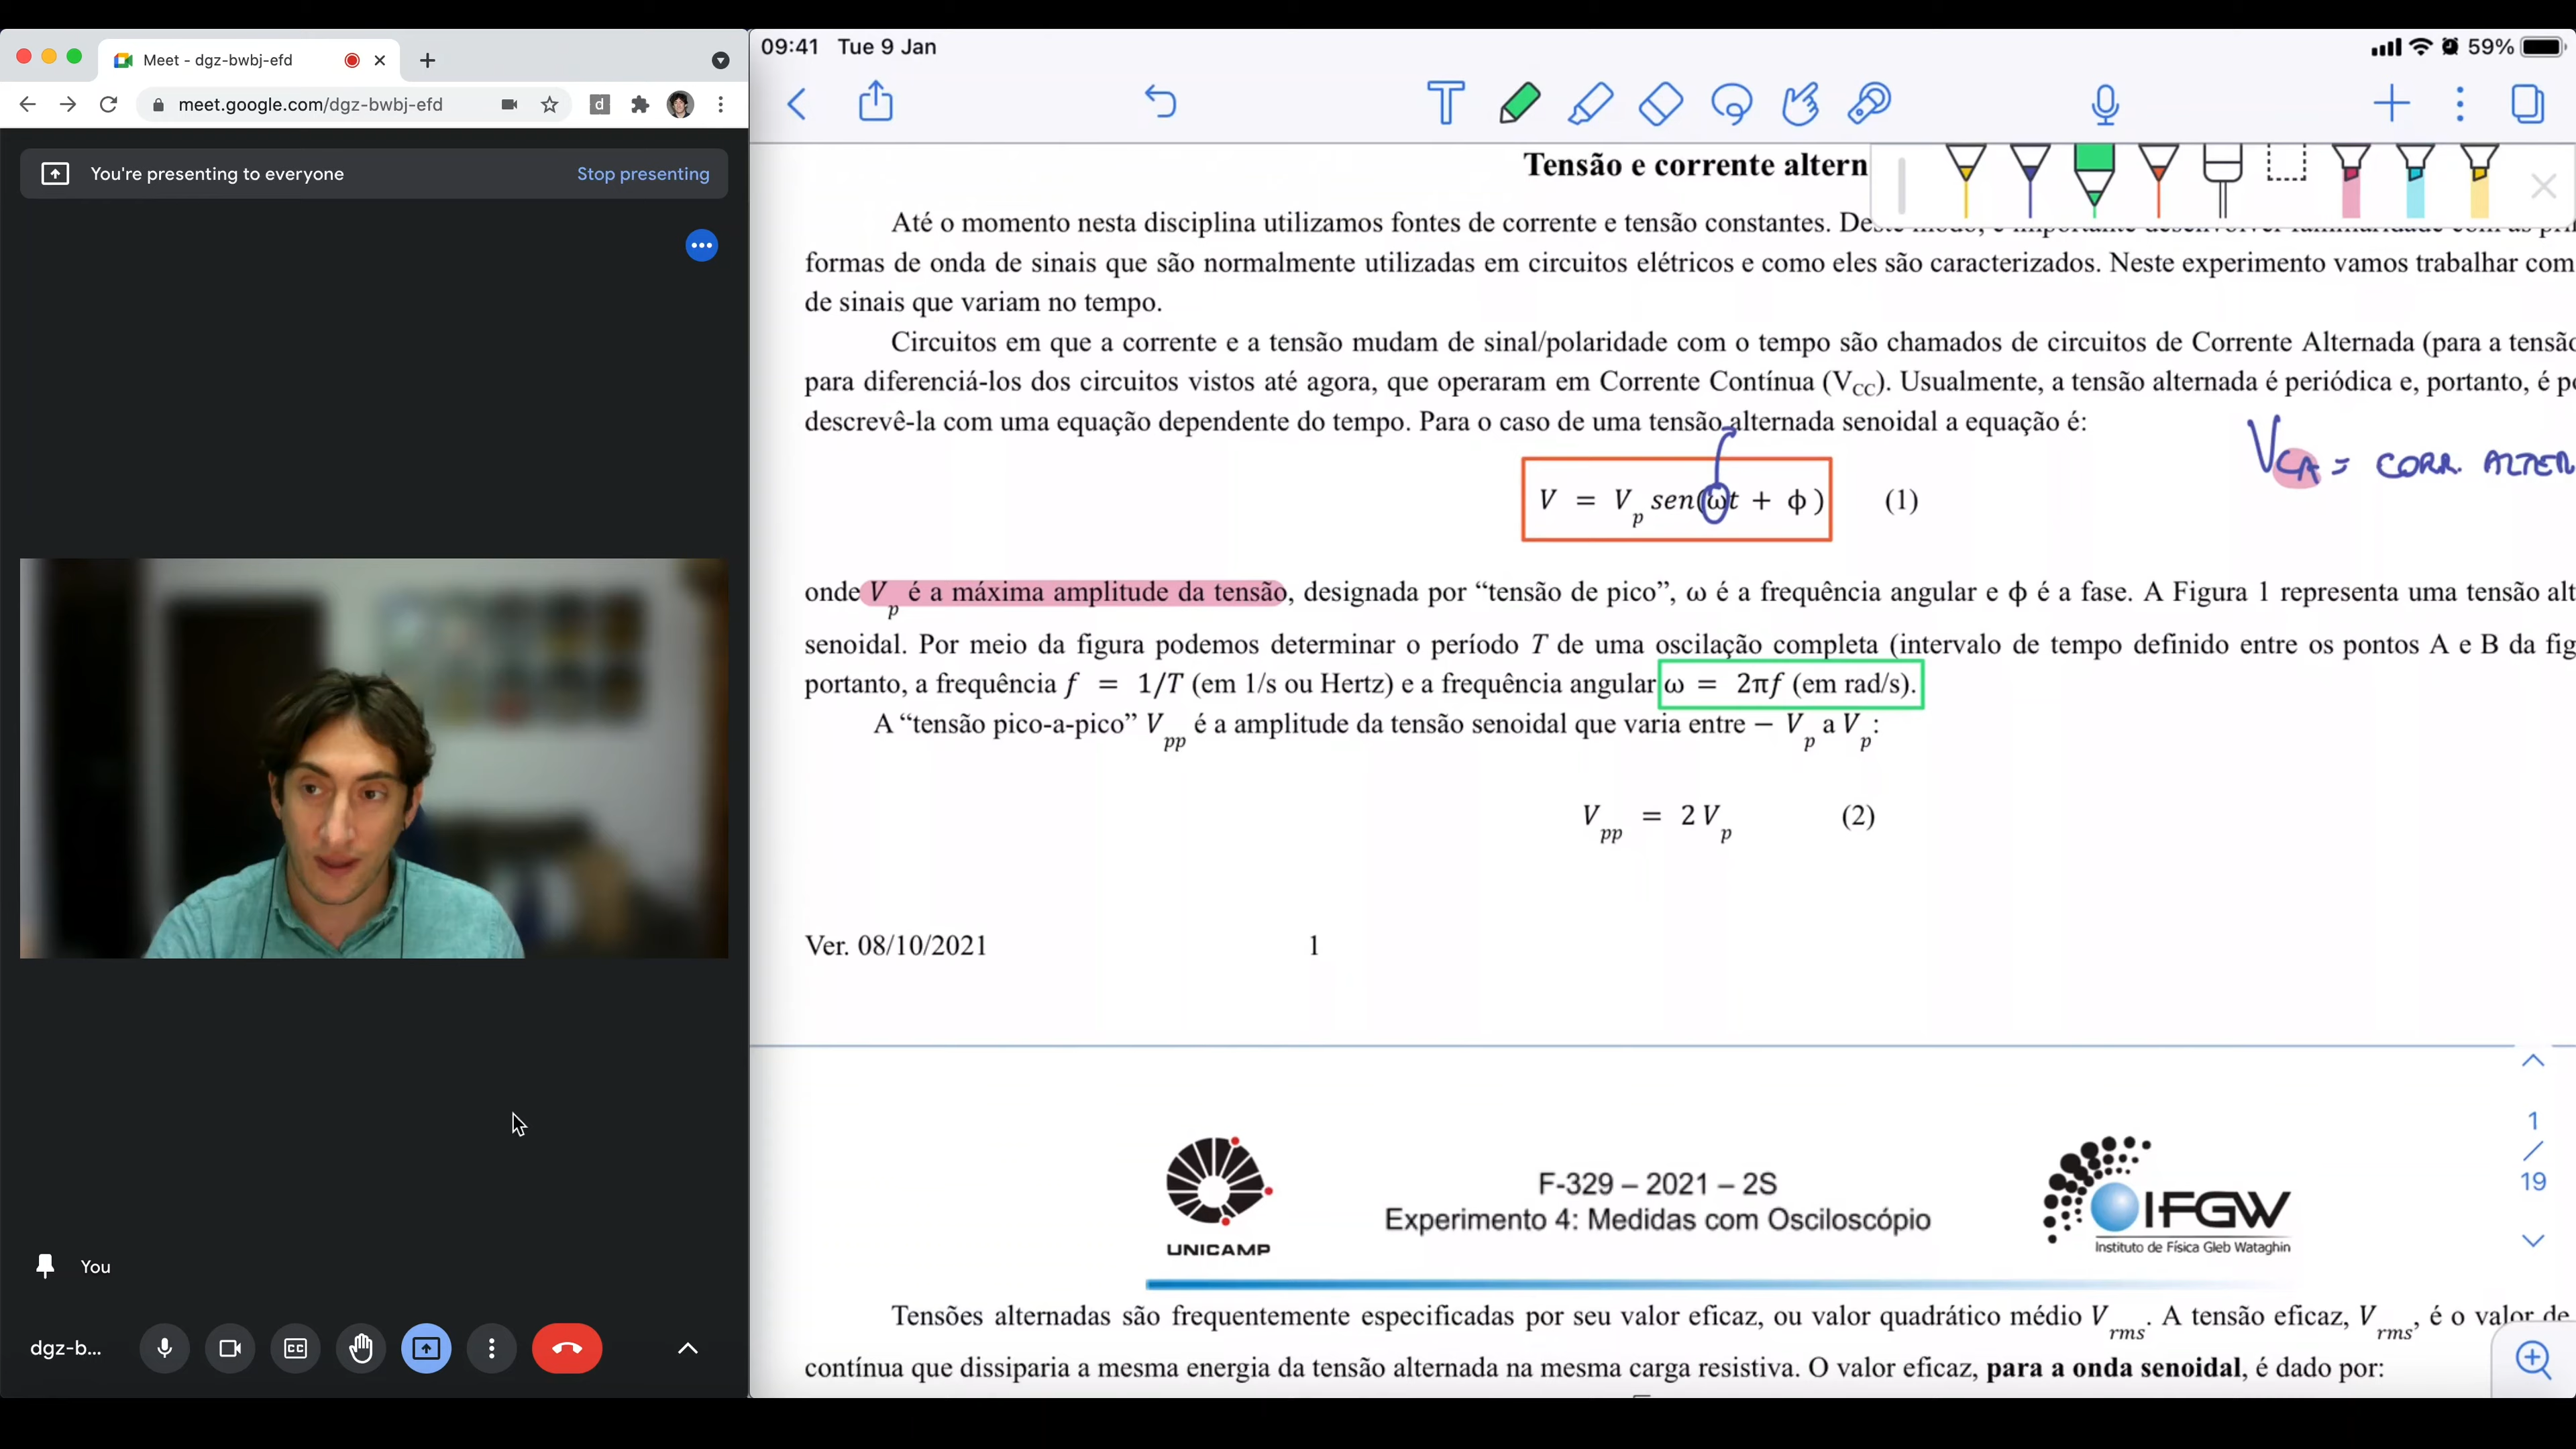 Meet - dgz-bwbj-efd
meet.google.com/dgz-bwbj-efd
d
You're presenting to everyone
Stop presenting
You
dgz-b...
CC
09:41 Tue 9 Jan
59%
Tensão e corrente altern
Até o momento nesta disciplina utilizamos fontes de corrente e tensão constantes.
formas de onda de sinais que são normalmente utilizadas em circuitos elétricos e como eles são caracterizados. Neste experimento vamos trabalhar com
de sinais que variam no tempo.
Circuitos em que a corrente e a tensão mudam de sinal/polaridade com o tempo são chamados de circuitos de Corrente Alternada (para a tensão
para diferenciá-los dos circuitos vistos até agora, que operaram em Corrente Contínua (VCC). Usualmente, a tensão alternada é periódica e, portanto, é
descrevê-la com uma equação dependente do tempo. Para o caso de uma tensão alternada senoidal a equação é:
VCA = CORR. ALTER
V = Vp sen(ωt + ϕ ) (1)
onde Vp é a máxima amplitude da tensão, designada por “tensão de pico”, ω é a frequência angular e ϕ é a fase. A Figura 1 representa uma tensão alt
senoidal. Por meio da figura podemos determinar o período T de uma oscilação completa (intervalo de tempo definido entre os pontos A e B da fig
portanto, a frequência f = 1/T (em 1/s ou Hertz) e a frequência angular ω = 2πf (em rad/s).
A “tensão pico-a-pico” Vpp é a amplitude da tensão senoidal que varia entre − Vp a Vp:
Vpp = 2 Vp (2)
Ver. 08/10/2021 1
1
/
19
UNICAMP
F-329 – 2021 – 2S
Experimento 4: Medidas com Osciloscópio
IFGW
Instituto de Física Gleb Wataghin
Tensões alternadas são frequentemente especificadas por seu valor eficaz, ou valor quadrático médio Vrms. A tensão eficaz, Vrms, é o valor de
contínua que dissiparia a mesma energia da tensão alternada na mesma carga resistiva. O valor eficaz, para a onda senoidal, é dado por: